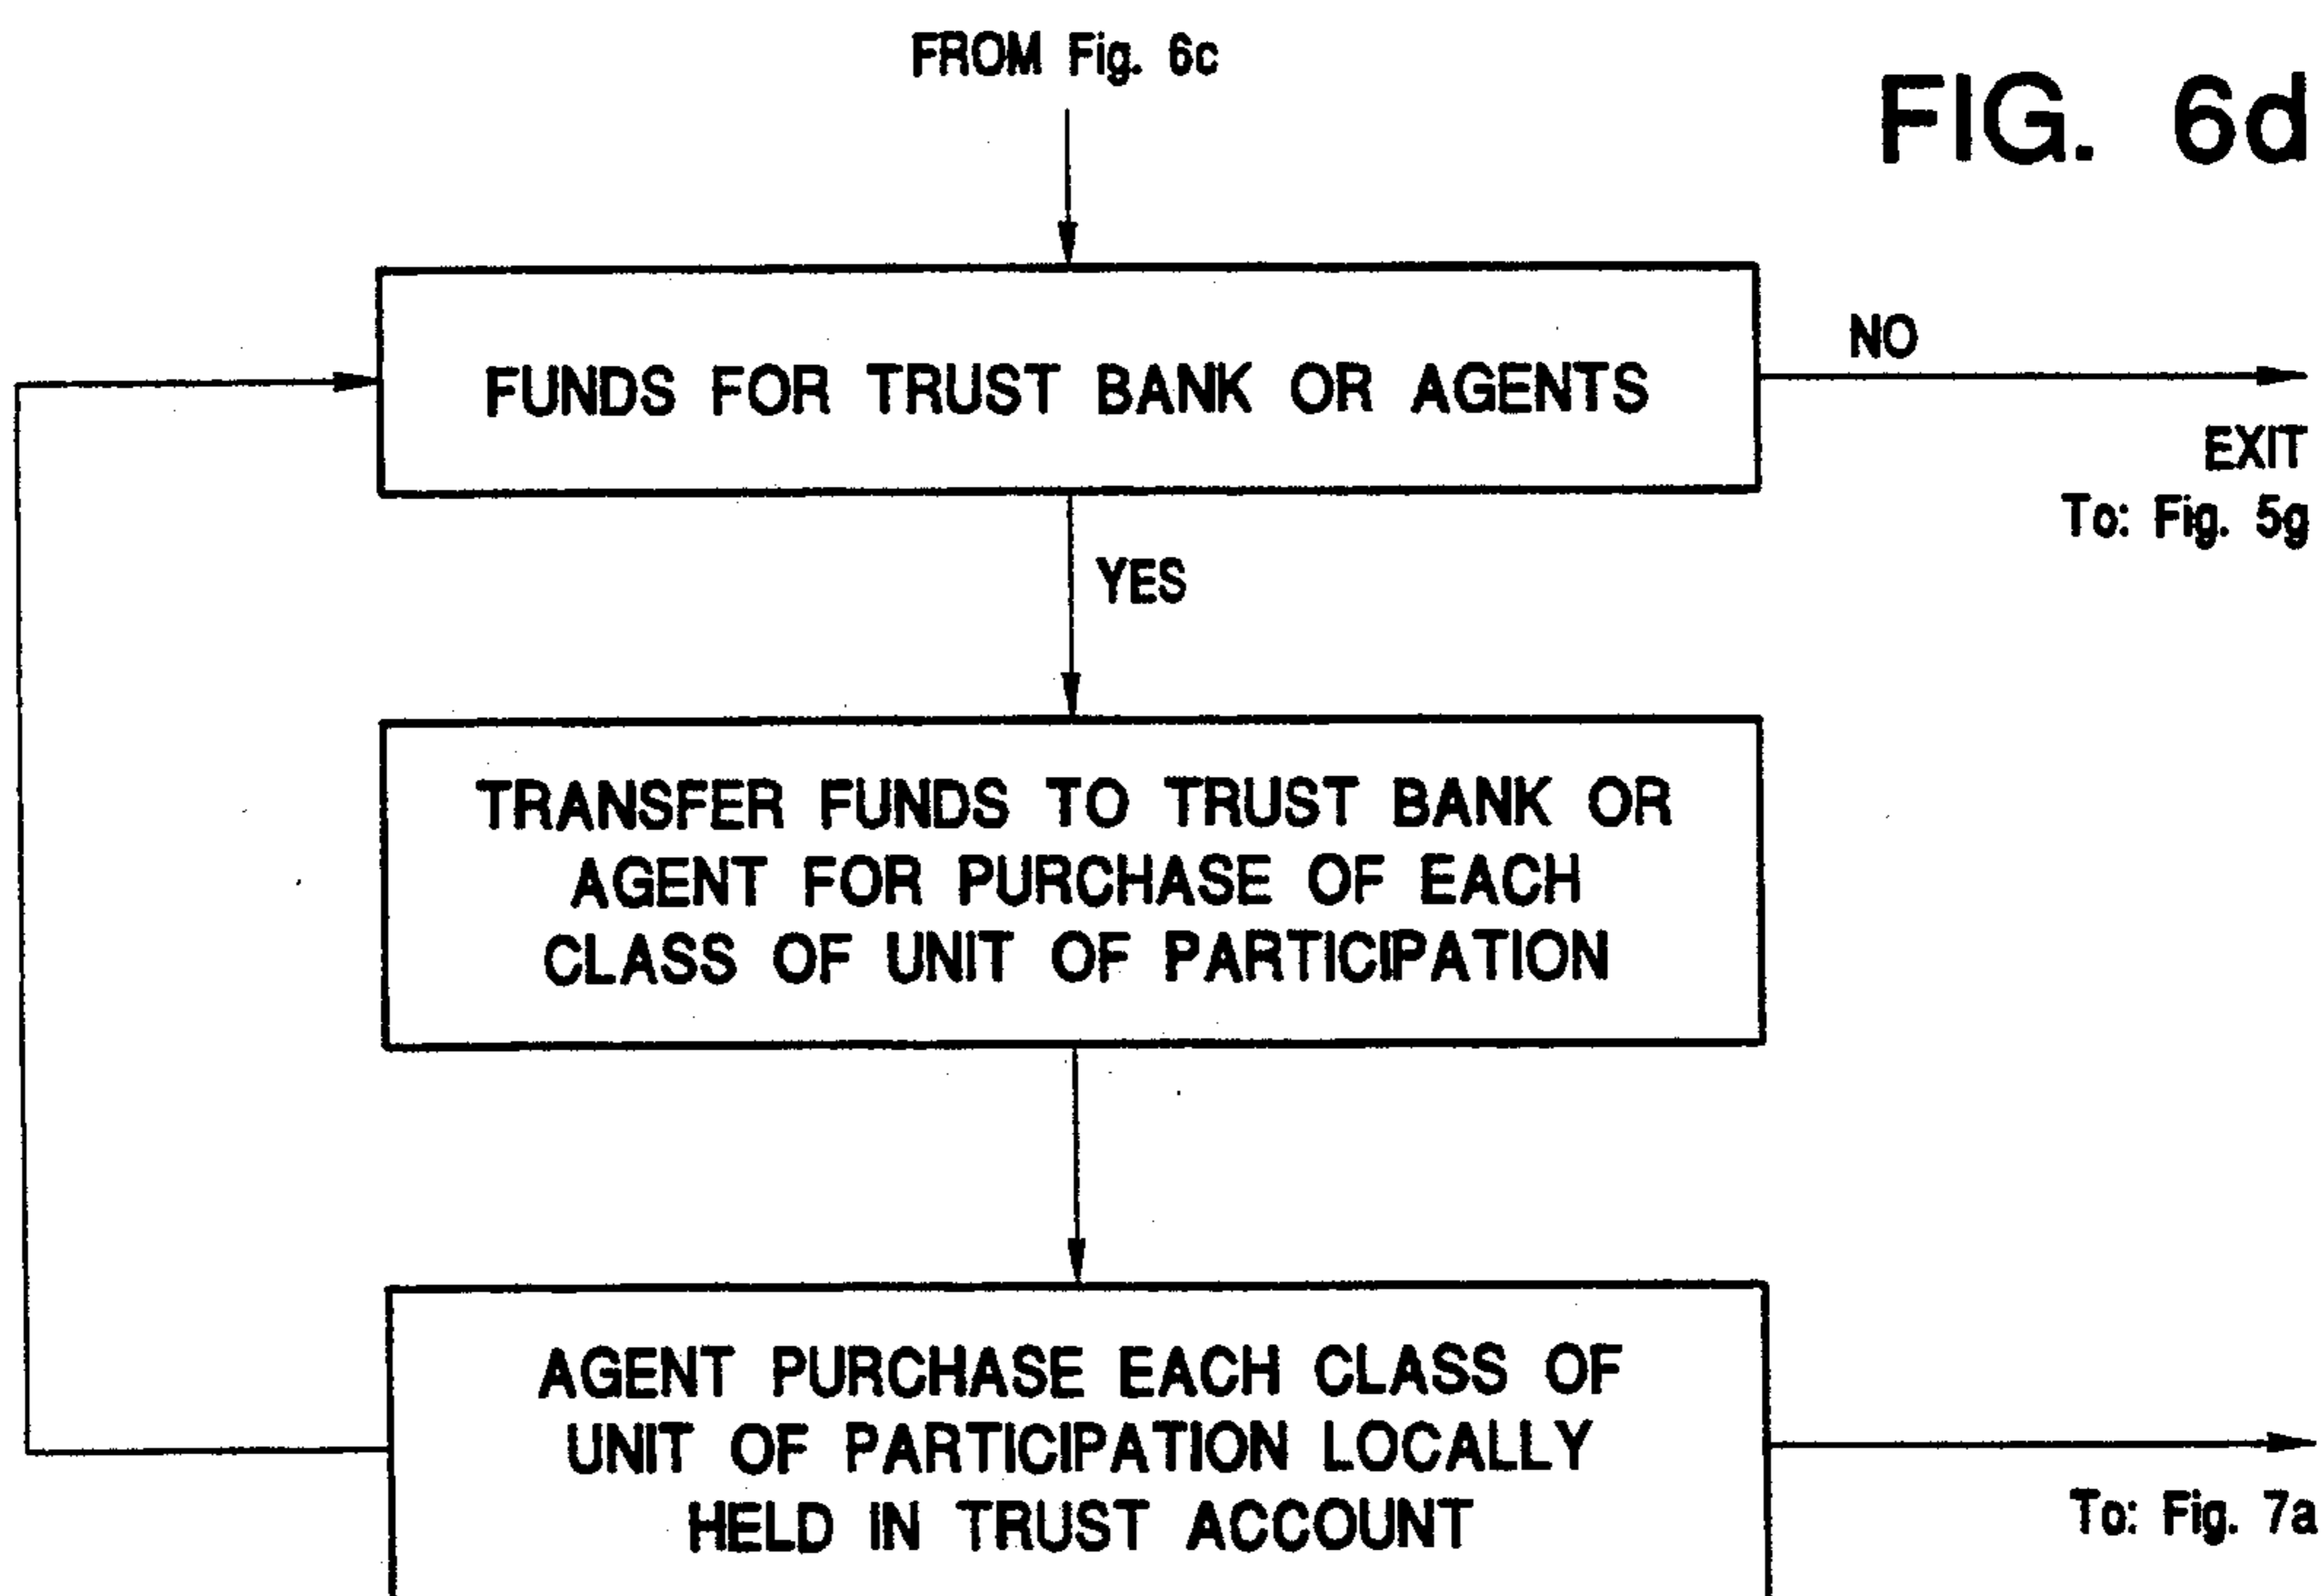 FROM Fig. 6c
FIG. 6d
FUNDS FOR TRUST BANK OR AGENTS
NO
EXIT
To: Fig. 5g
YES
TRANSFER FUNDS TO TRUST BANK OR
AGENT FOR PURCHASE OF EACH
CLASS OF UNIT OF PARTICIPATION
AGENT PURCHASE EACH CLASS OF
UNIT OF PARTICIPATION LOCALLY
HELD IN TRUST ACCOUNT
To: Fig. 7a